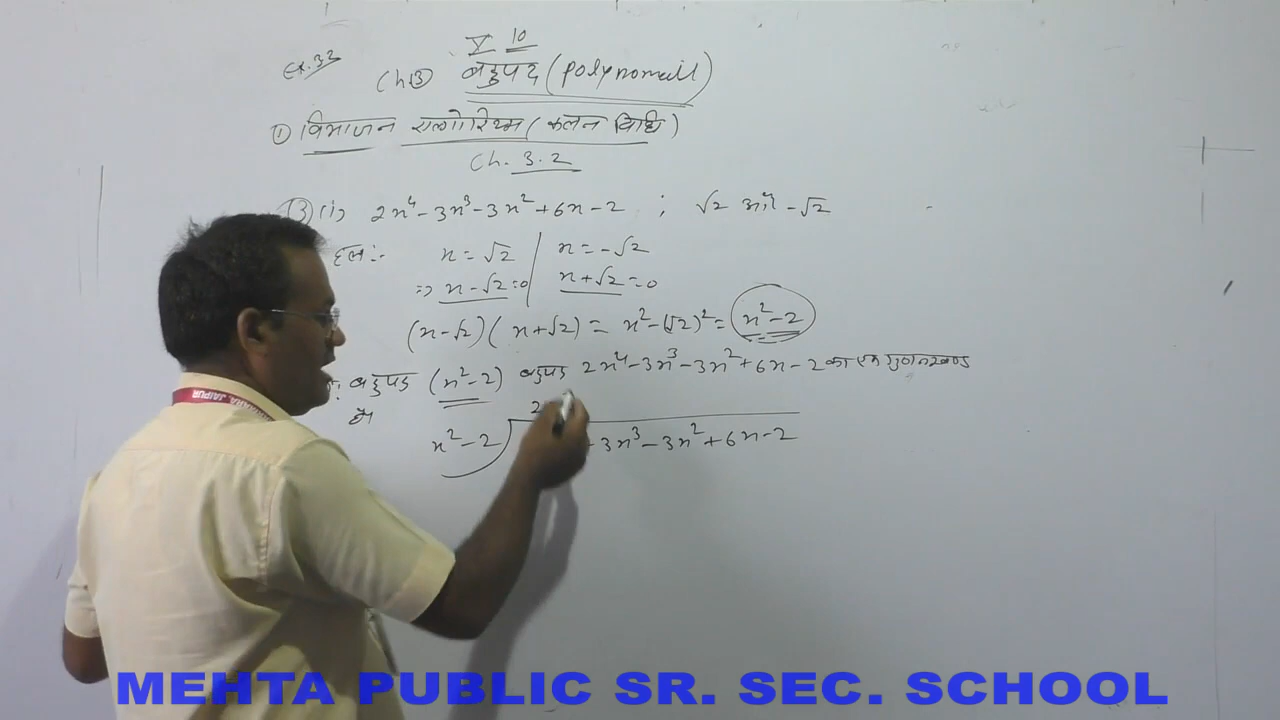 V 10
Ex. 3.2
Ch. ③ बहुपद (polynomaill)
① विभाजन एल्गोरिथ्म (कलन विधि)
Ch. 3.2
③ (i) 2x⁴ - 3x³ - 3x² + 6x - 2 ; √2 और -√2
हल :- x = √2 | x = -√2
⇒ x - √2 = 0 | x + √2 = 0
(x - √2) (x + √2) = x² - (√2)² = x² - 2
बहुपद (x² - 2) बहुपद 2x⁴ - 3x³ - 3x² + 6x - 2 का एक गुणनखण्ड
है।
2
x² - 2 ) - 3x³ - 3x² + 6x - 2
JAIPUR
MEHTA PUBLIC SR. SEC. SCHOOL